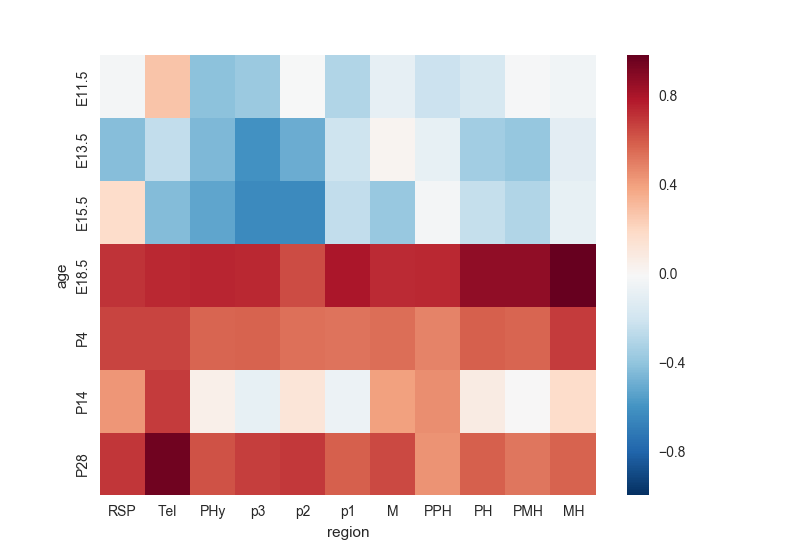 E11.5
E13.5
E15.5
E18.5
P4
P14
P28
age
RSP Tel PHy p3 p2 p1 M PPH PH PMH MH
region
0.8
0.4
0.0
−0.4
−0.8